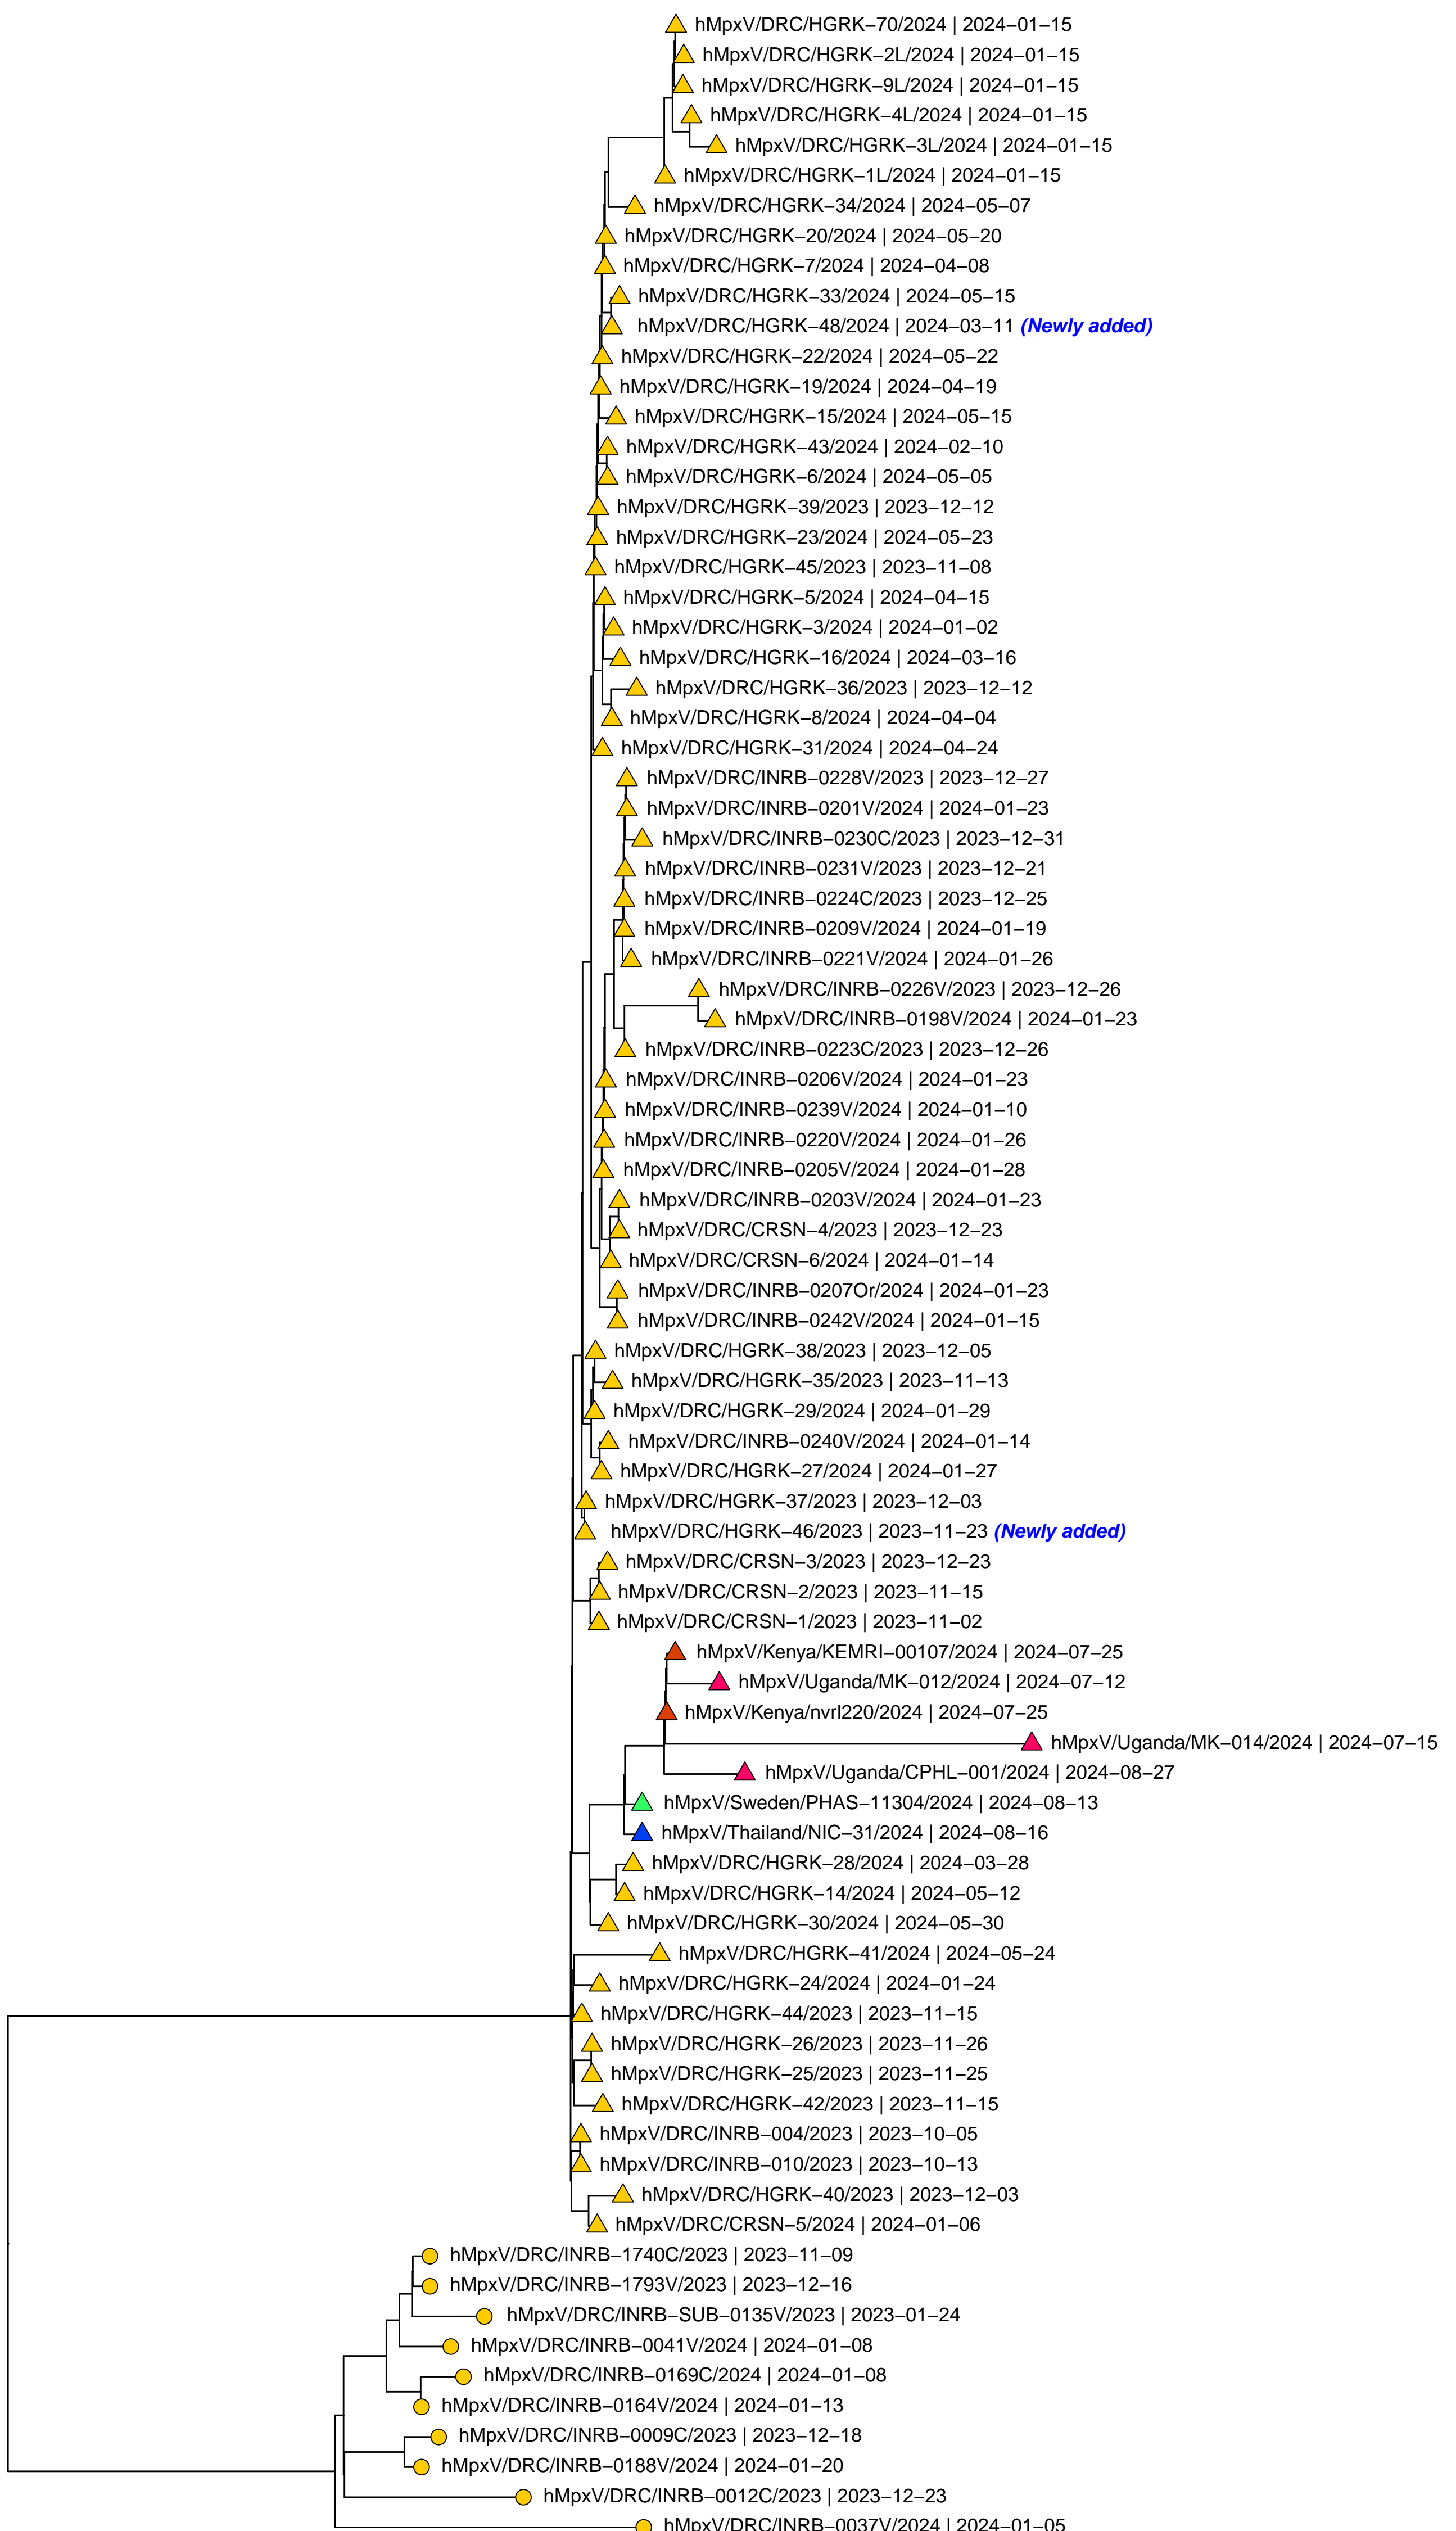 hMpxV/DRC/HGRK–70/2024 | 2024–01–15
hMpxV/DRC/HGRK–2L/2024 | 2024–01–15
hMpxV/DRC/HGRK–9L/2024 | 2024–01–15
hMpxV/DRC/HGRK–4L/2024 | 2024–01–15
hMpxV/DRC/HGRK–3L/2024 | 2024–01–15
hMpxV/DRC/HGRK–1L/2024 | 2024–01–15
hMpxV/DRC/HGRK–34/2024 | 2024–05–07
hMpxV/DRC/HGRK–20/2024 | 2024–05–20
hMpxV/DRC/HGRK–7/2024 | 2024–04–08
hMpxV/DRC/HGRK–33/2024 | 2024–05–15
hMpxV/DRC/HGRK–48/2024 | 2024–03–11 (Newly added)
hMpxV/DRC/HGRK–22/2024 | 2024–05–22
hMpxV/DRC/HGRK–19/2024 | 2024–04–19
hMpxV/DRC/HGRK–15/2024 | 2024–05–15
hMpxV/DRC/HGRK–43/2024 | 2024–02–10
hMpxV/DRC/HGRK–6/2024 | 2024–05–05
hMpxV/DRC/HGRK–39/2023 | 2023–12–12
hMpxV/DRC/HGRK–23/2024 | 2024–05–23
hMpxV/DRC/HGRK–45/2023 | 2023–11–08
hMpxV/DRC/HGRK–5/2024 | 2024–04–15
hMpxV/DRC/HGRK–3/2024 | 2024–01–02
hMpxV/DRC/HGRK–16/2024 | 2024–03–16
hMpxV/DRC/HGRK–36/2023 | 2023–12–12
hMpxV/DRC/HGRK–8/2024 | 2024–04–04
hMpxV/DRC/HGRK–31/2024 | 2024–04–24
hMpxV/DRC/INRB–0228V/2023 | 2023–12–27
hMpxV/DRC/INRB–0201V/2024 | 2024–01–23
hMpxV/DRC/INRB–0230C/2023 | 2023–12–31
hMpxV/DRC/INRB–0231V/2023 | 2023–12–21
hMpxV/DRC/INRB–0224C/2023 | 2023–12–25
hMpxV/DRC/INRB–0209V/2024 | 2024–01–19
hMpxV/DRC/INRB–0221V/2024 | 2024–01–26
hMpxV/DRC/INRB–0226V/2023 | 2023–12–26
hMpxV/DRC/INRB–0198V/2024 | 2024–01–23
hMpxV/DRC/INRB–0223C/2023 | 2023–12–26
hMpxV/DRC/INRB–0206V/2024 | 2024–01–23
hMpxV/DRC/INRB–0239V/2024 | 2024–01–10
hMpxV/DRC/INRB–0220V/2024 | 2024–01–26
hMpxV/DRC/INRB–0205V/2024 | 2024–01–28
hMpxV/DRC/INRB–0203V/2024 | 2024–01–23
hMpxV/DRC/CRSN–4/2023 | 2023–12–23
hMpxV/DRC/CRSN–6/2024 | 2024–01–14
hMpxV/DRC/INRB–0207Or/2024 | 2024–01–23
hMpxV/DRC/INRB–0242V/2024 | 2024–01–15
hMpxV/DRC/HGRK–38/2023 | 2023–12–05
hMpxV/DRC/HGRK–35/2023 | 2023–11–13
hMpxV/DRC/HGRK–29/2024 | 2024–01–29
hMpxV/DRC/INRB–0240V/2024 | 2024–01–14
hMpxV/DRC/HGRK–27/2024 | 2024–01–27
hMpxV/DRC/HGRK–37/2023 | 2023–12–03
hMpxV/DRC/HGRK–46/2023 | 2023–11–23 (Newly added)
hMpxV/DRC/CRSN–3/2023 | 2023–12–23
hMpxV/DRC/CRSN–2/2023 | 2023–11–15
hMpxV/DRC/CRSN–1/2023 | 2023–11–02
hMpxV/Kenya/KEMRI–00107/2024 | 2024–07–25
hMpxV/Uganda/MK–012/2024 | 2024–07–12
hMpxV/Kenya/nvrl220/2024 | 2024–07–25
hMpxV/Uganda/MK–014/2024 | 2024–07–15
hMpxV/Uganda/CPHL–001/2024 | 2024–08–27
hMpxV/Sweden/PHAS–11304/2024 | 2024–08–13
hMpxV/Thailand/NIC–31/2024 | 2024–08–16
hMpxV/DRC/HGRK–28/2024 | 2024–03–28
hMpxV/DRC/HGRK–14/2024 | 2024–05–12
hMpxV/DRC/HGRK–30/2024 | 2024–05–30
hMpxV/DRC/HGRK–41/2024 | 2024–05–24
hMpxV/DRC/HGRK–24/2024 | 2024–01–24
hMpxV/DRC/HGRK–44/2023 | 2023–11–15
hMpxV/DRC/HGRK–26/2023 | 2023–11–26
hMpxV/DRC/HGRK–25/2023 | 2023–11–25
hMpxV/DRC/HGRK–42/2023 | 2023–11–15
hMpxV/DRC/INRB–004/2023 | 2023–10–05
hMpxV/DRC/INRB–010/2023 | 2023–10–13
hMpxV/DRC/HGRK–40/2023 | 2023–12–03
hMpxV/DRC/CRSN–5/2024 | 2024–01–06
hMpxV/DRC/INRB–1740C/2023 | 2023–11–09
hMpxV/DRC/INRB–1793V/2023 | 2023–12–16
hMpxV/DRC/INRB–SUB–0135V/2023 | 2023–01–24
hMpxV/DRC/INRB–0041V/2024 | 2024–01–08
hMpxV/DRC/INRB–0169C/2024 | 2024–01–08
hMpxV/DRC/INRB–0164V/2024 | 2024–01–13
hMpxV/DRC/INRB–0009C/2023 | 2023–12–18
hMpxV/DRC/INRB–0188V/2024 | 2024–01–20
hMpxV/DRC/INRB–0012C/2023 | 2023–12–23
hMpxV/DRC/INRB–0037V/2024 | 2024–01–05